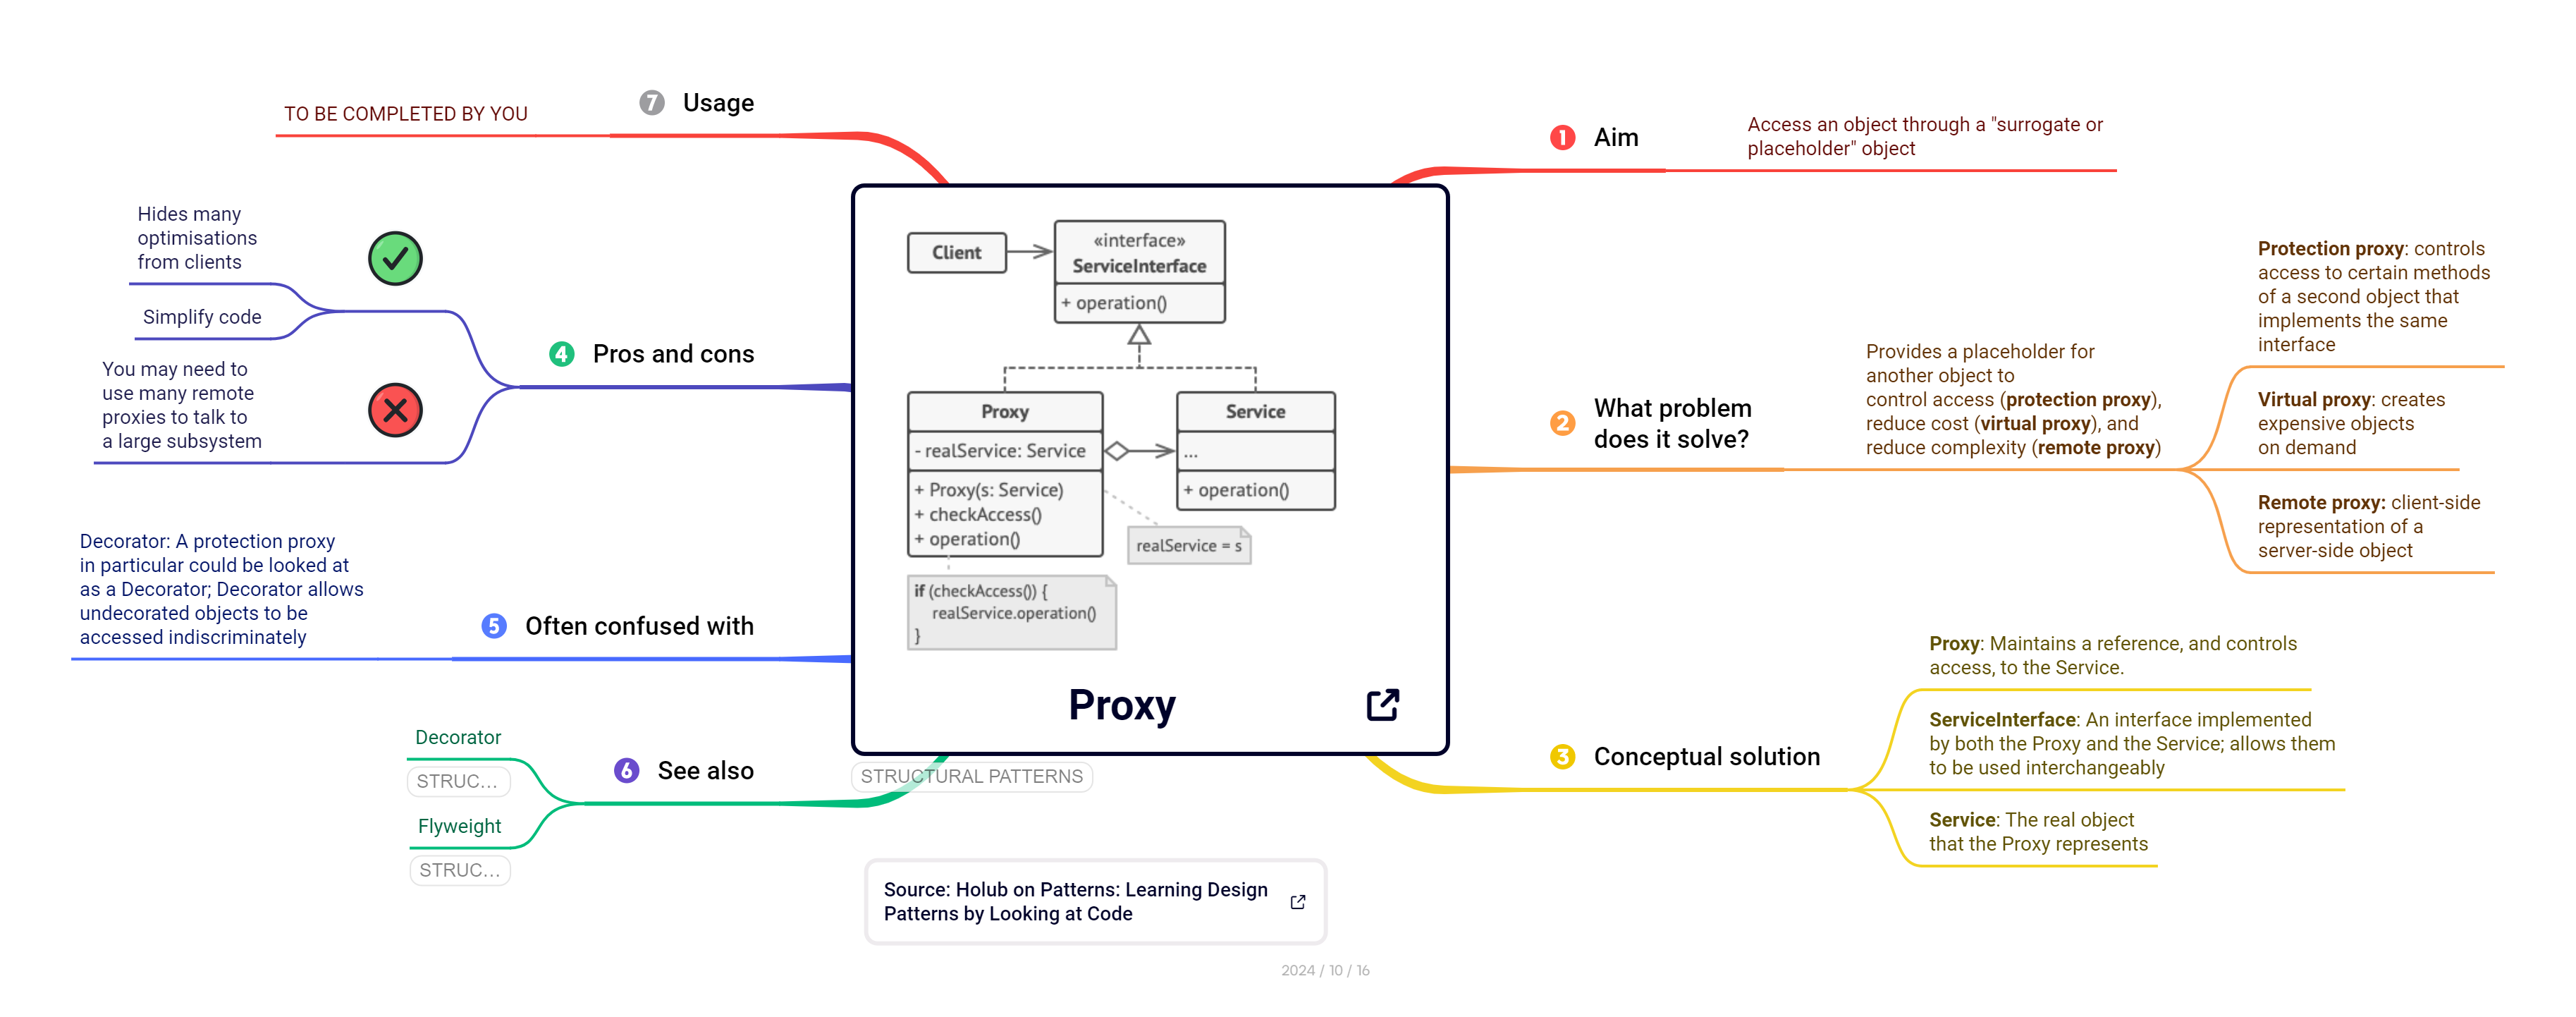 7 Usage
TO BE COMPLETED BY YOU
1 Aim
Access an object through a "surrogate or
placeholder" object
Hides many
optimisations
from clients
Simplify code
You may need to
use many remote
proxies to talk to
a large subsystem
4 Pros and cons
Client
«interface»
ServiceInterface
+ operation()
Proxy
- realService: Service
+ Proxy(s: Service)
+ checkAccess()
+ operation()
Service
...
+ operation()
realService = s
if (checkAccess()) {
realService.operation()
}
Proxy
STRUCTURAL PATTERNS
2 What problem
does it solve?
Provides a placeholder for
another object to
control access (protection proxy),
reduce cost (virtual proxy), and
reduce complexity (remote proxy)
Protection proxy: controls
access to certain methods
of a second object that
implements the same
interface
Virtual proxy: creates
expensive objects
on demand
Remote proxy: client-side
representation of a
server-side object
Decorator: A protection proxy
in particular could be looked at
as a Decorator; Decorator allows
undecorated objects to be
accessed indiscriminately
5 Often confused with
3 Conceptual solution
Proxy: Maintains a reference, and controls
access, to the Service.
ServiceInterface: An interface implemented
by both the Proxy and the Service; allows them
to be used interchangeably
Service: The real object
that the Proxy represents
6 See also
Decorator
STRUC...
Flyweight
STRUC...
Source: Holub on Patterns: Learning Design
Patterns by Looking at Code
2024 / 10 / 16